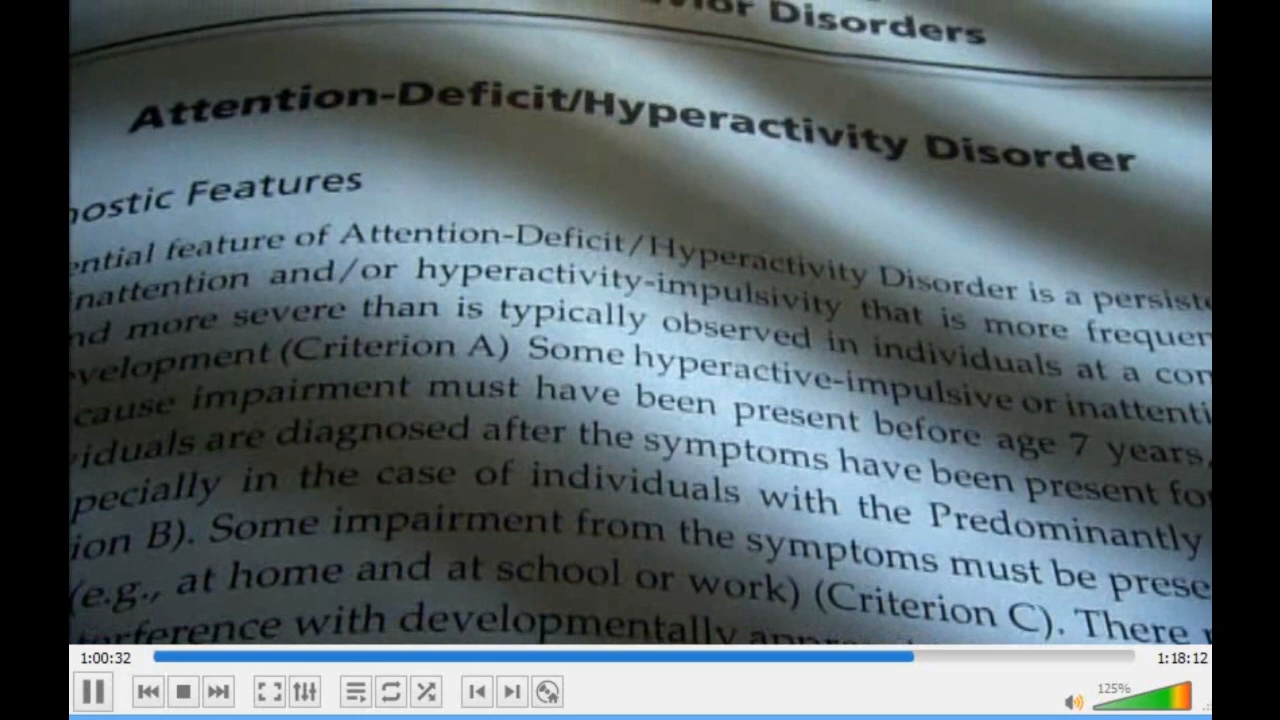 Disorders
Attention-Deficit/Hyperactivity Disorder
nostic Features
ential feature of Attention-Deficit/Hyperactivity Disorder is a persist
inattention and/or hyperactivity-impulsivity that is more frequen
nd more severe than is typically observed in individuals at a com
velopment (Criterion A) Some hyperactive-impulsive or inattenti
cause impairment must have been present before age 7 years,
viduals are diagnosed after the symptoms have been present for
pecially in the case of individuals with the Predominantly
ion B). Some impairment from the symptoms must be prese
(e.g., at home and at school or work) (Criterion C). There
terference with developmentally
1:00:32
1:18:12
125%